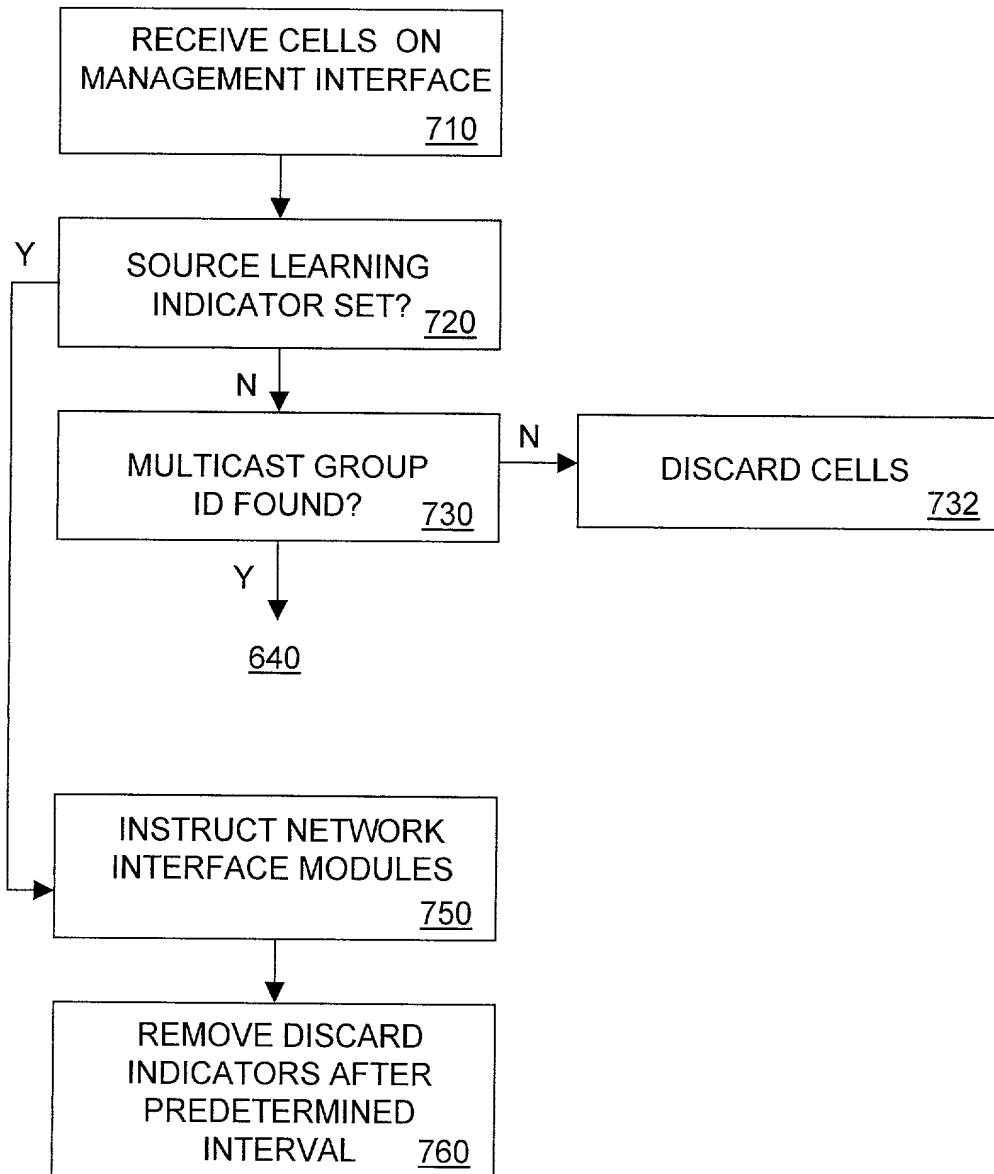 RECEIVE CELLS ON
MANAGEMENT INTERFACE
710
Y
SOURCE LEARNING
INDICATOR SET?
720
N
MULTICAST GROUP
ID FOUND?
730
N
DISCARD CELLS
732
Y
640
INSTRUCT NETWORK
INTERFACE MODULES
750
REMOVE DISCARD
INDICATORS AFTER
PREDETERMINED
INTERVAL
760